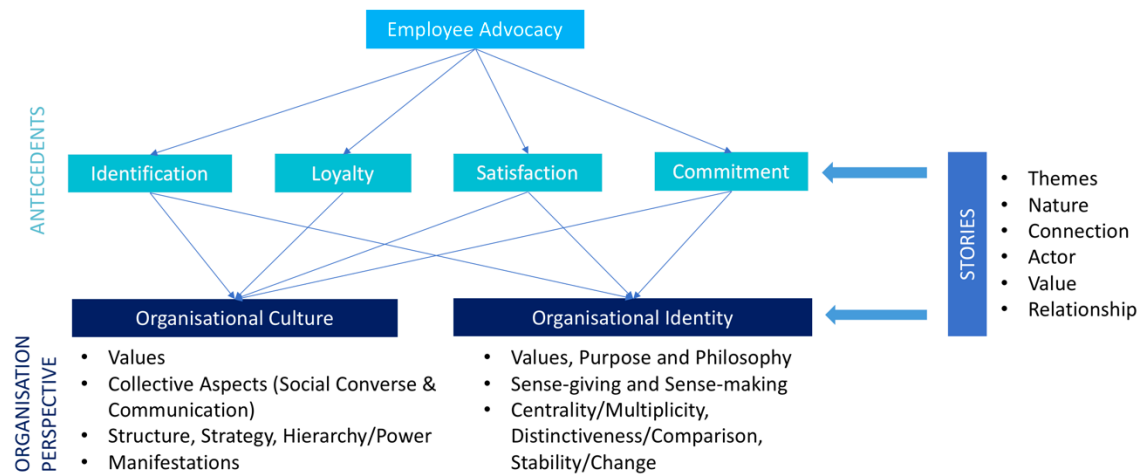 Employee Advocacy
ANTECEDENTS
Identification
Loyalty
Satisfaction
Commitment
STORIES
• Themes
• Nature
• Connection
• Actor
• Value
• Relationship
ORGANISATION
PERSPECTIVE
Organisational Culture
• Values
• Collective Aspects (Social Converse &
Communication)
• Structure, Strategy, Hierarchy/Power
• Manifestations
Organisational Identity
• Values, Purpose and Philosophy
• Sense-giving and Sense-making
• Centrality/Multiplicity,
Distinctiveness/Comparison,
Stability/Change